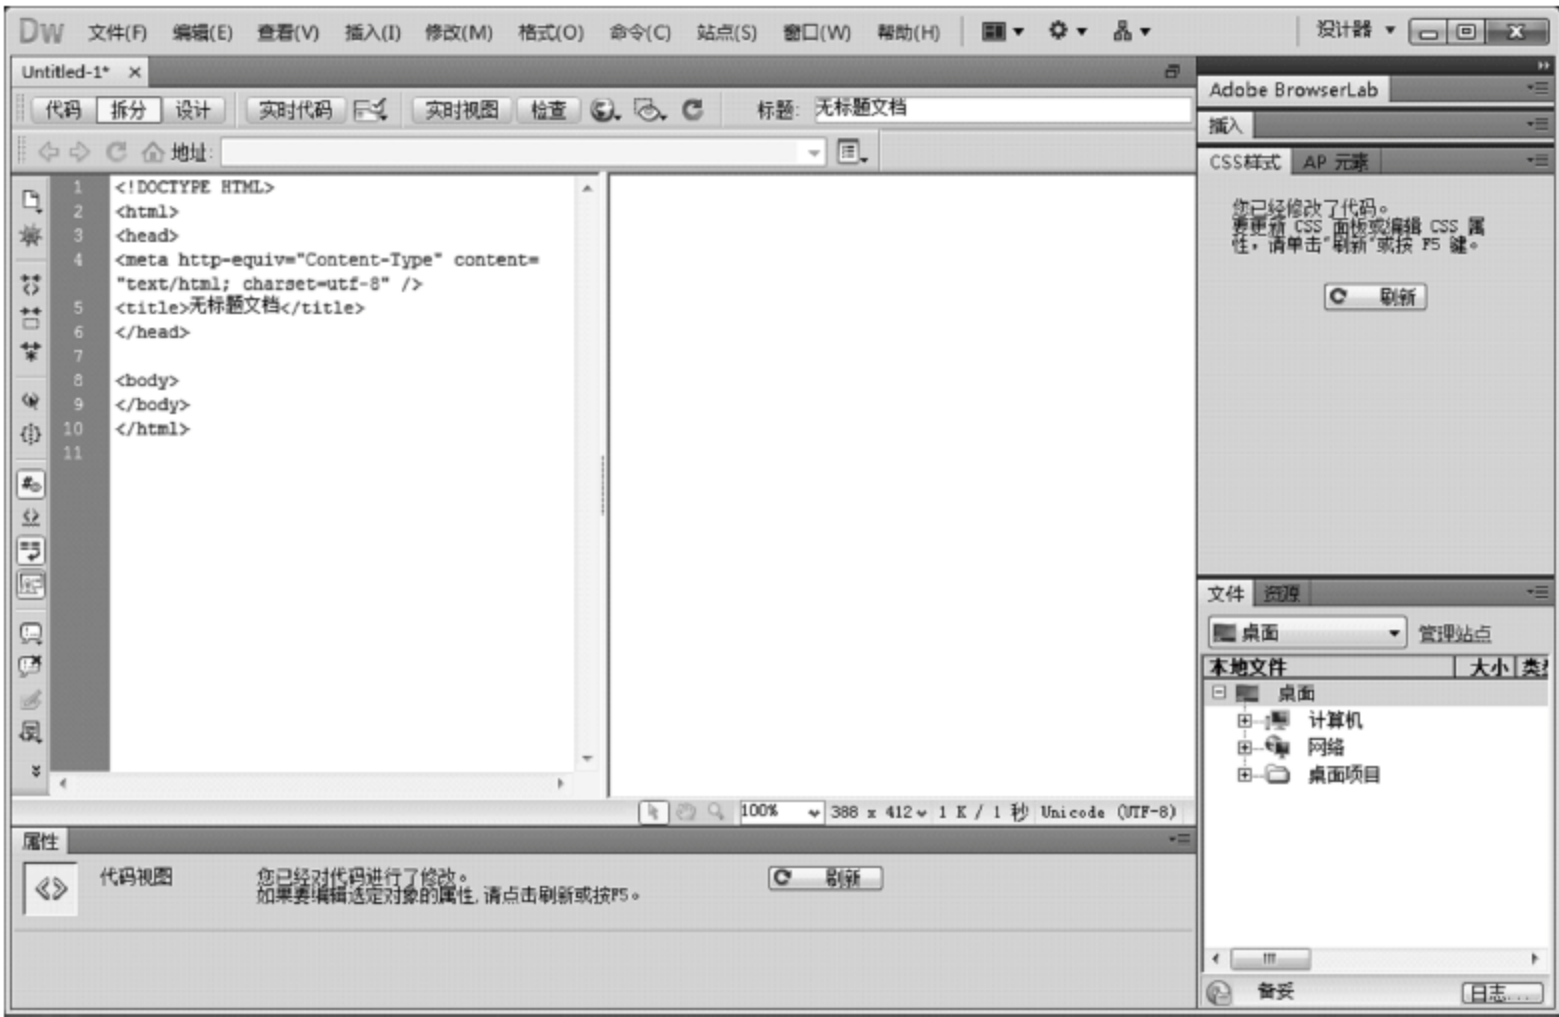 Dw 文件(F) 编辑(E) 查看(V) 插入(I) 修改(M) 格式(O) 命令(C) 站点(S) 窗口(W) 帮助(H) 设计器
Untitled-1*
代码 拆分 设计 实时代码 实时视图 检查 标题: 无标题文档
地址:
1 <!DOCTYPE HTML>
2 <html>
3 <head>
4 <meta http-equiv="Content-Type" content=
"text/html; charset=utf-8" />
5 <title>无标题文档</title>
6 </head>
7
8 <body>
9 </body>
10 </html>
11
100% 388 x 412 1 K / 1 秒 Unicode (UTF-8)
属性
代码视图
您已经对代码进行了修改。
如果要编辑选定对象的属性,请点击刷新或按F5。
刷新
Adobe BrowserLab
插入
CSS样式 AP 元素
您已经修改了代码。
要更新 CSS 面板或编辑 CSS 属
性，请单击"刷新"或按 F5 键。
刷新
文件 资源
桌面 管理站点
本地文件 大小 类
桌面
计算机
网络
桌面项目
备妥 日志...